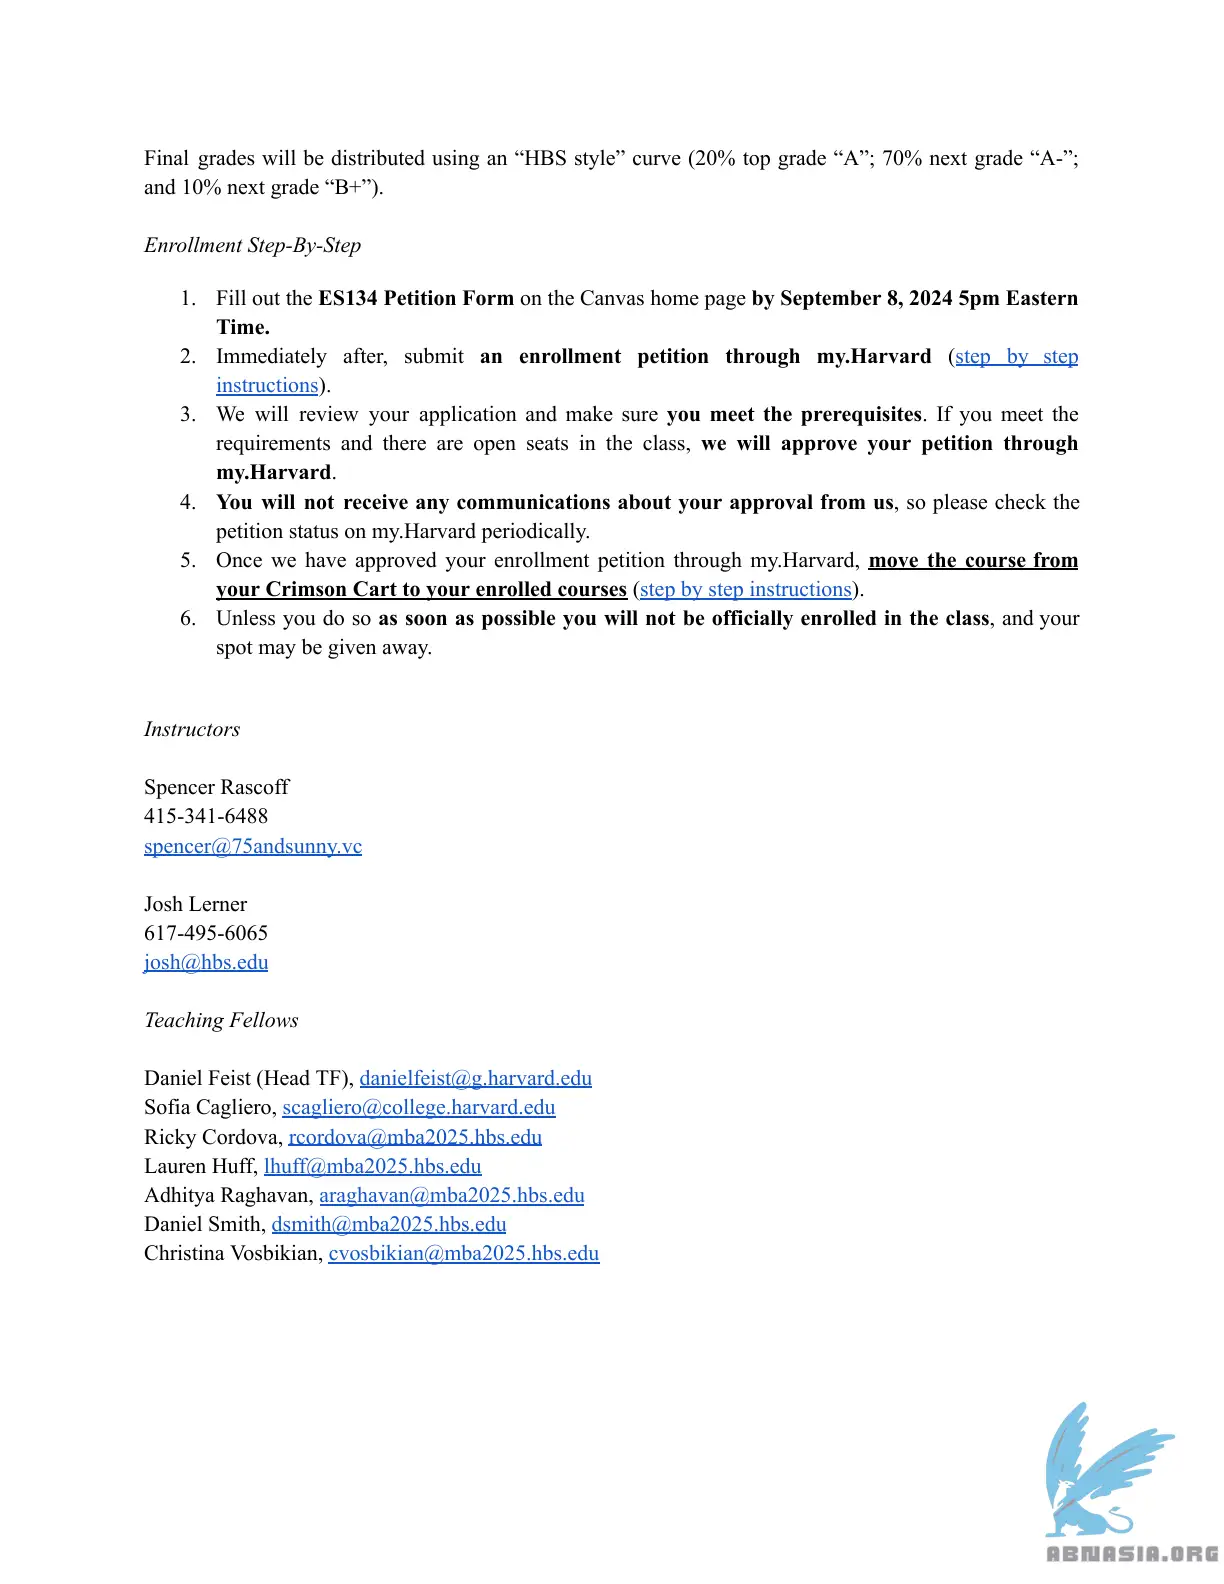 Final grades will be distributed using an “HBS style” curve (20% top grade “A”; 70% next grade “A-”;
and 10% next grade “B+”).
Enrollment Step-By-Step
1. Fill out the ES134 Petition Form on the Canvas home page by September 8, 2024 5pm Eastern
Time.
2. Immediately after, submit an enrollment petition through my.Harvard (step by step
instructions).
3. We will review your application and make sure you meet the prerequisites. If you meet the
requirements and there are open seats in the class, we will approve your petition through
my.Harvard.
4. You will not receive any communications about your approval from us, so please check the
petition status on my.Harvard periodically.
5. Once we have approved your enrollment petition through my.Harvard, move the course from
your Crimson Cart to your enrolled courses (step by step instructions).
6. Unless you do so as soon as possible you will not be officially enrolled in the class, and your
spot may be given away.
Instructors
Spencer Rascoff
415-341-6488
spencer@75andsunny.vc
Josh Lerner
617-495-6065
josh@hbs.edu
Teaching Fellows
Daniel Feist (Head TF), danielfeist@g.harvard.edu
Sofia Cagliero, scagliero@college.harvard.edu
Ricky Cordova, rcordova@mba2025.hbs.edu
Lauren Huff, lhuff@mba2025.hbs.edu
Adhitya Raghavan, araghavan@mba2025.hbs.edu
Daniel Smith, dsmith@mba2025.hbs.edu
Christina Vosbikian, cvosbikian@mba2025.hbs.edu
ABNASIA.ORG